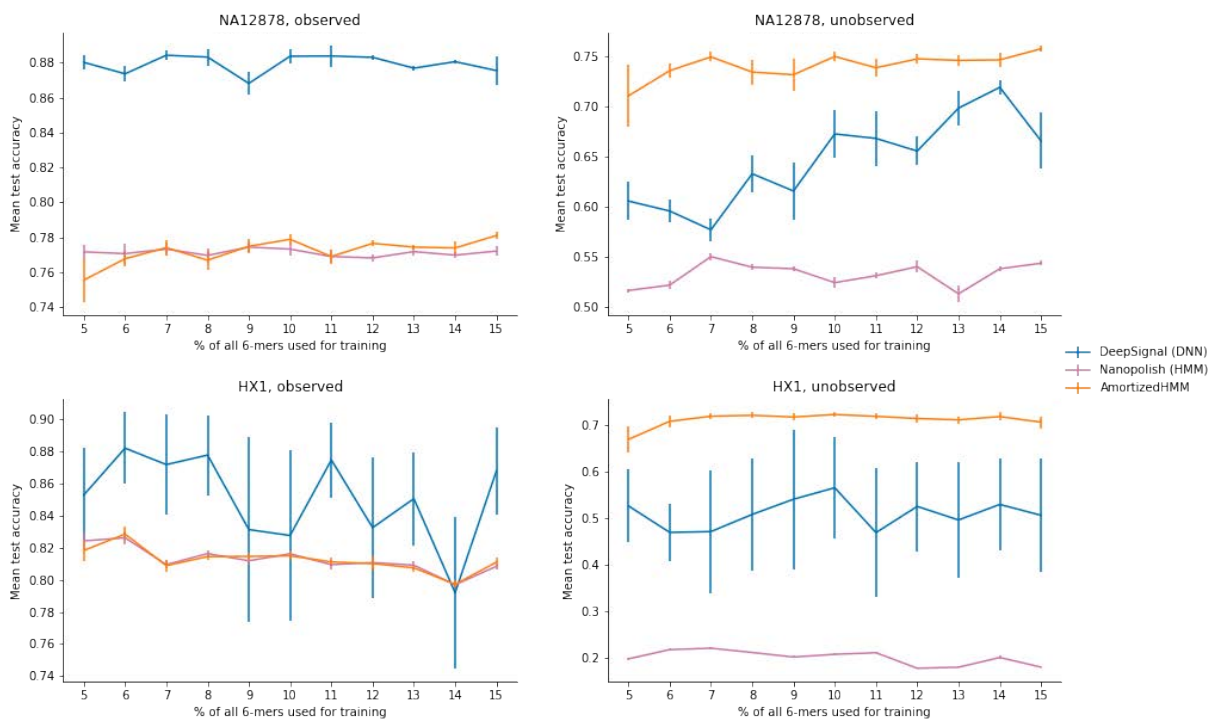 NA12878, observed
Mean test accuracy
0.88
0.86
0.84
0.82
0.80
0.78
0.76
0.74
5 6 7 8 9 10 11 12 13 14 15
% of all 6-mers used for training
NA12878, unobserved
Mean test accuracy
0.75
0.70
0.65
0.60
0.55
0.50
5 6 7 8 9 10 11 12 13 14 15
% of all 6-mers used for training
DeepSignal (DNN)
Nanopolish (HMM)
AmortizedHMM
HX1, observed
Mean test accuracy
0.90
0.88
0.86
0.84
0.82
0.80
0.78
0.76
0.74
5 6 7 8 9 10 11 12 13 14 15
% of all 6-mers used for training
HX1, unobserved
Mean test accuracy
0.7
0.6
0.5
0.4
0.3
0.2
5 6 7 8 9 10 11 12 13 14 15
% of all 6-mers used for training